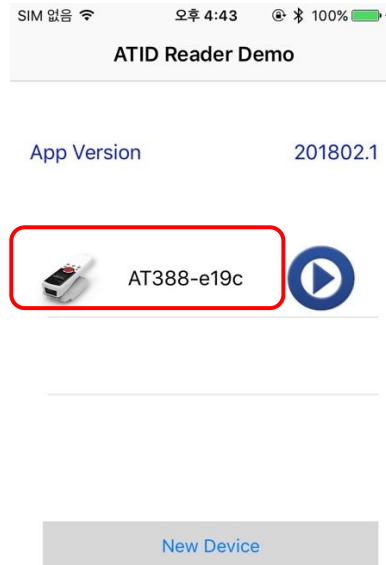 SIM 없음 오후 4:43 100%
ATID Reader Demo
App Version 201802.1
AT388-e19c
New Device